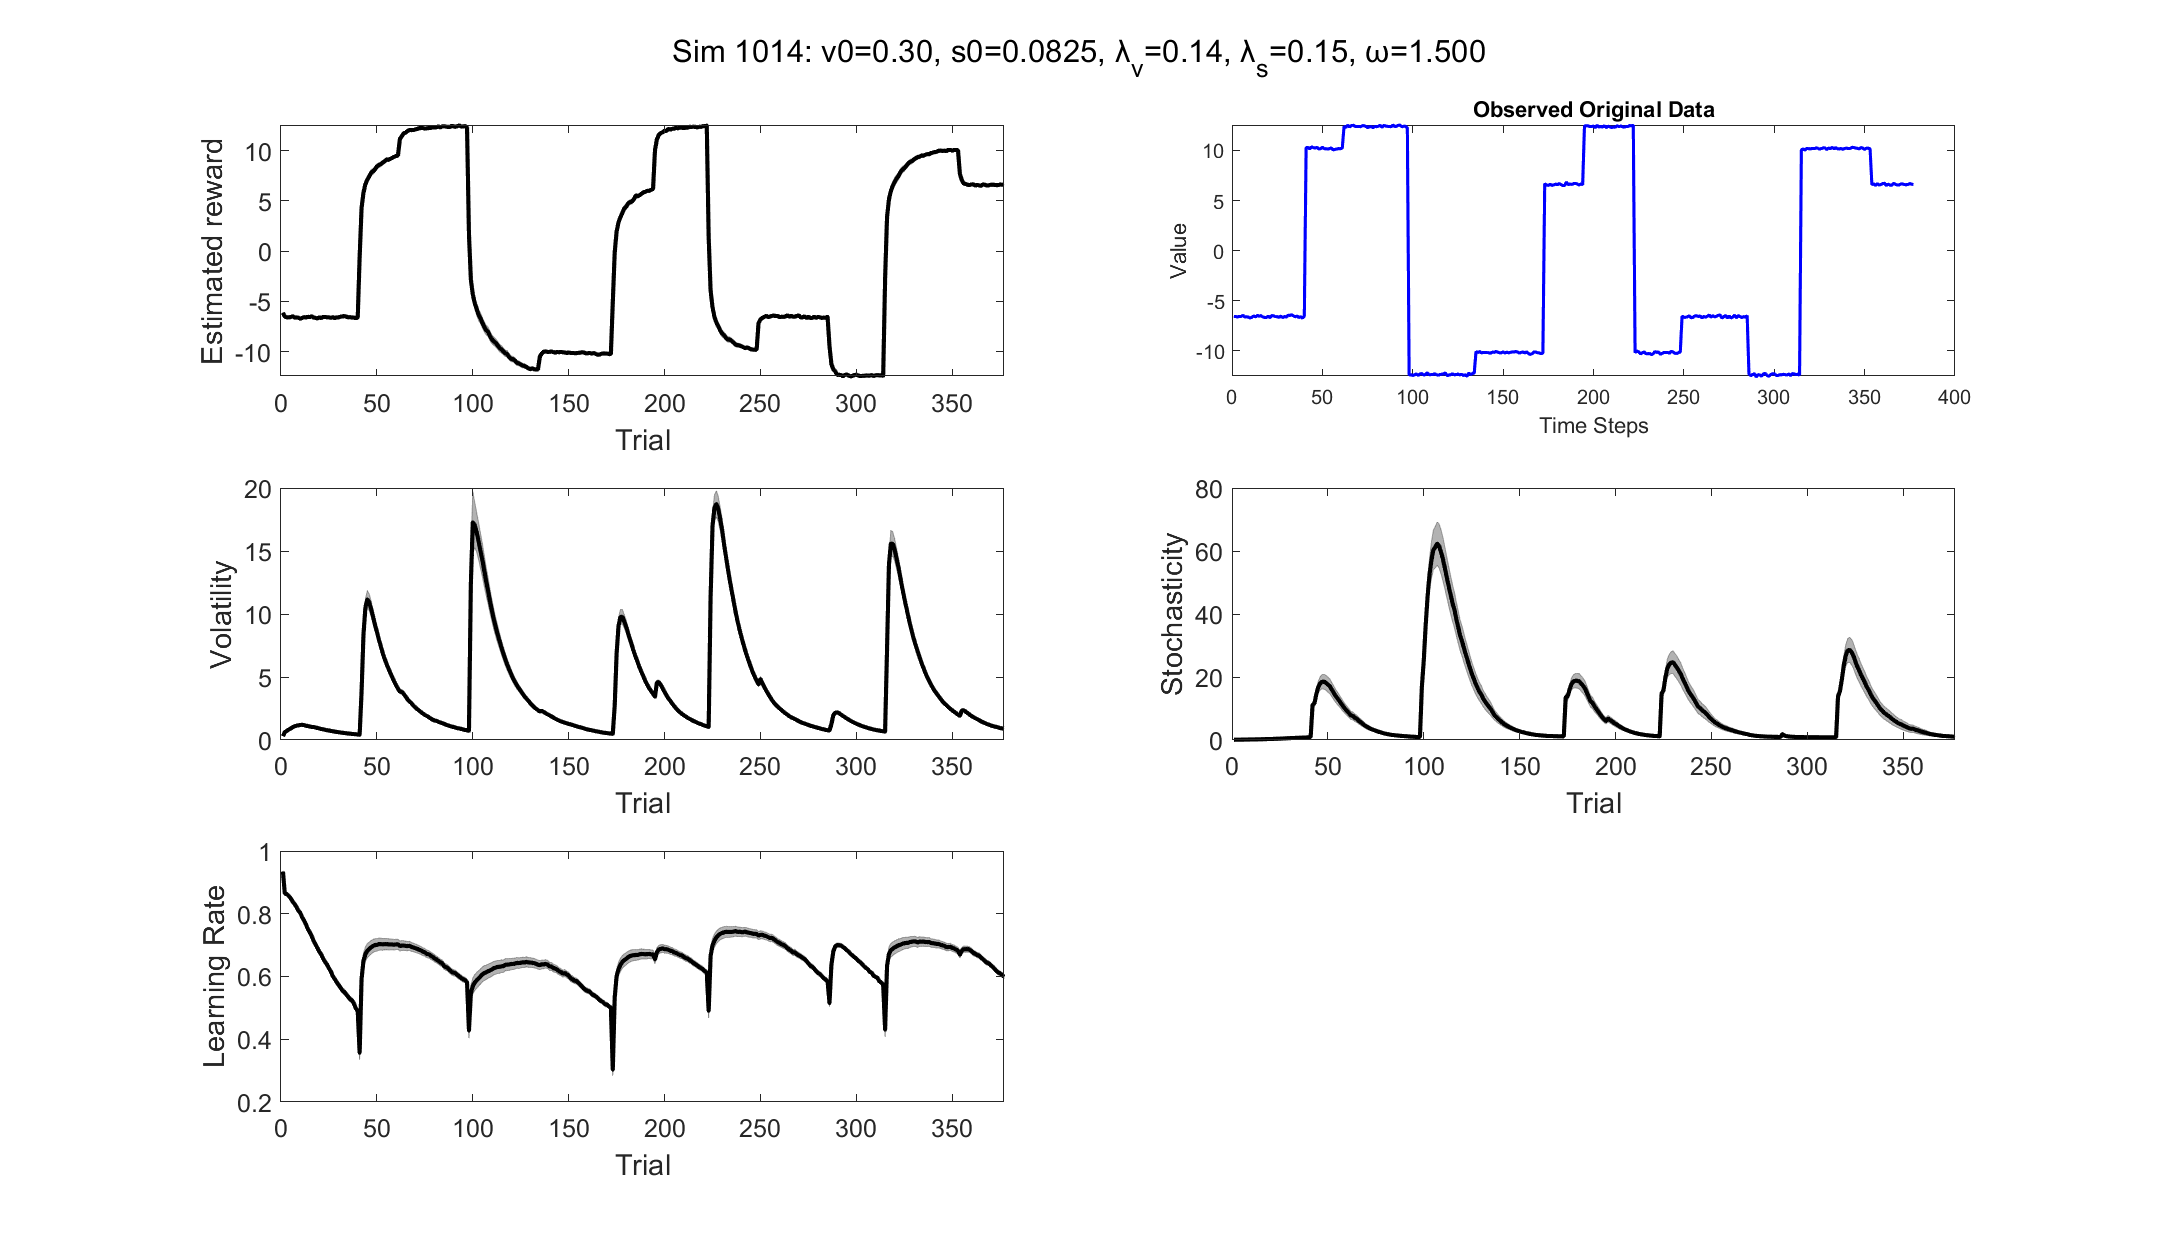 Sim 1014: v0=0.30, s0=0.0825, λ_v=0.14, λ_s=0.15, ω=1.500
Estimated reward
10
5
0
-5
-10
0 50 100 150 200 250 300 350
Trial
Observed Original Data
Value
10
5
0
-5
-10
0 50 100 150 200 250 300 350 400
Time Steps
Volatility
20
15
10
5
0
0 50 100 150 200 250 300 350
Trial
Stochasticity
80
60
40
20
0
0 50 100 150 200 250 300 350
Trial
Learning Rate
1
0.8
0.6
0.4
0.2
0 50 100 150 200 250 300 350
Trial